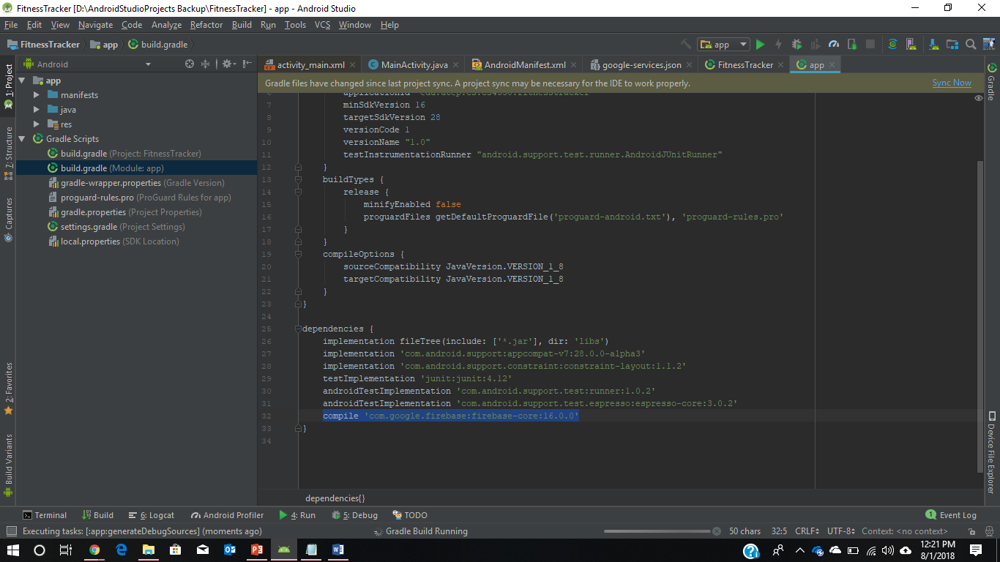 FitnessTracker [D:\AndroidStudioProjects Backup\FitnessTracker] - app - Android Studio
File Edit View Navigate Code Analyze Refactor Build Run Tools VCS Window Help
FitnessTracker app build.gradle app
Android
activity_main.xml MainActivity.java AndroidManifest.xml google-services.json FitnessTracker app
Gradle files have changed since last project sync. A project sync may be necessary for the IDE to work properly. Sync Now
1: Project
7: Structure
Captures
2: Favorites
Build Variants
app
manifests
java
res
Gradle Scripts
build.gradle (Project: FitnessTracker)
build.gradle (Module: app)
gradle-wrapper.properties (Gradle Version)
proguard-rules.pro (ProGuard Rules for app)
gradle.properties (Project Properties)
settings.gradle (Project Settings)
local.properties (SDK Location)
7 minSdkVersion 16
8 targetSdkVersion 28
9 versionCode 1
10 versionName "1.0"
11 testInstrumentationRunner "android.support.test.runner.AndroidJUnitRunner"
12 }
13 buildTypes {
14 release {
15 minifyEnabled false
16 proguardFiles getDefaultProguardFile('proguard-android.txt'), 'proguard-rules.pro'
17 }
18 }
19 compileOptions {
20 sourceCompatibility JavaVersion.VERSION_1_8
21 targetCompatibility JavaVersion.VERSION_1_8
22 }
23 }
24
25 dependencies {
26 implementation fileTree(include: ['*.jar'], dir: 'libs')
27 implementation 'com.android.support:appcompat-v7:28.0.0-alpha3'
28 implementation 'com.android.support.constraint:constraint-layout:1.1.2'
29 testImplementation 'junit:junit:4.12'
30 androidTestImplementation 'com.android.support.test:runner:1.0.2'
31 androidTestImplementation 'com.android.support.test.espresso:espresso-core:3.0.2'
32 compile 'com.google.firebase:firebase-core:16.0.0'
33 }
34
dependencies{}
Gradle
Device File Explorer
Terminal Build 6: Logcat Android Profiler 4: Run 5: Debug TODO Event Log
Executing tasks: [:app:generateDebugSources] (moments ago) Gradle Build Running 50 chars 32:5 CRLF UTF-8 Context: <no context>
12:21 PM
8/1/2018